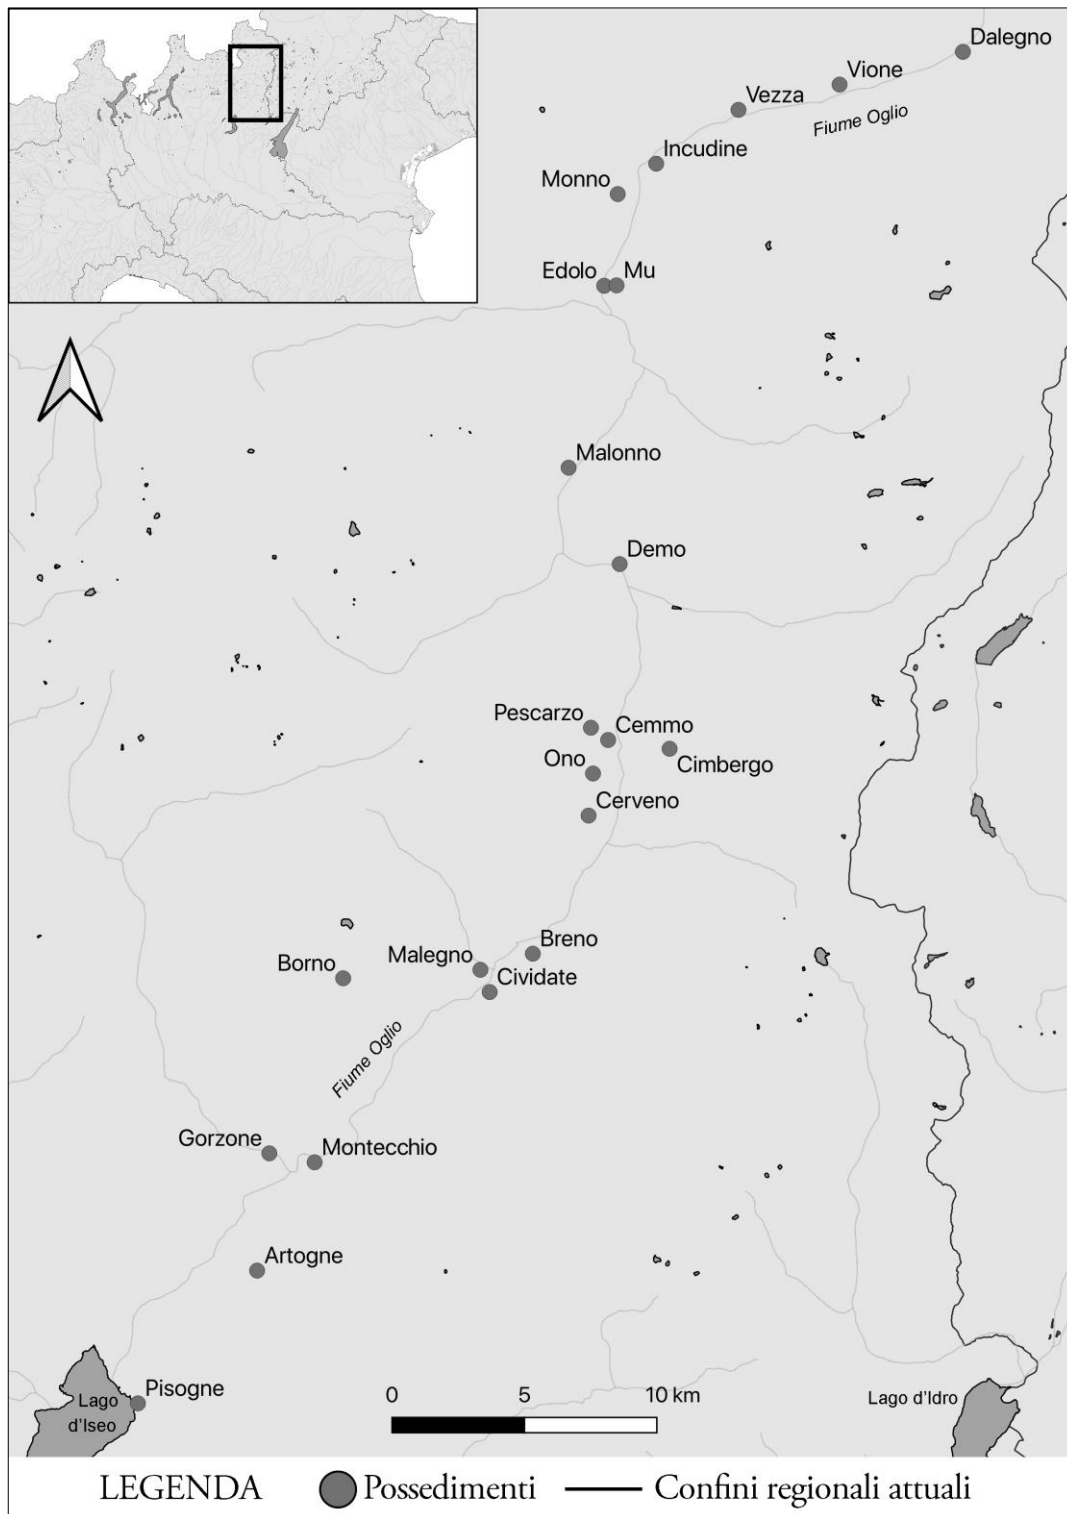 Dalegno
Vione
Vezza
Fiume Oglio
Incudine
Monno
Edolo
Mu
Malonno
Demo
Pescarzo
Cemmo
Ono
Cimbergo
Cerveno
Breno
Malegno
Borno
Cividate
Fiume Oglio
Gorzone
Montecchio
Artogne
Pisogne
Lago
d'Iseo
0 5 10 km
Lago d'Idro
LEGENDA Possedimenti Confini regionali attuali